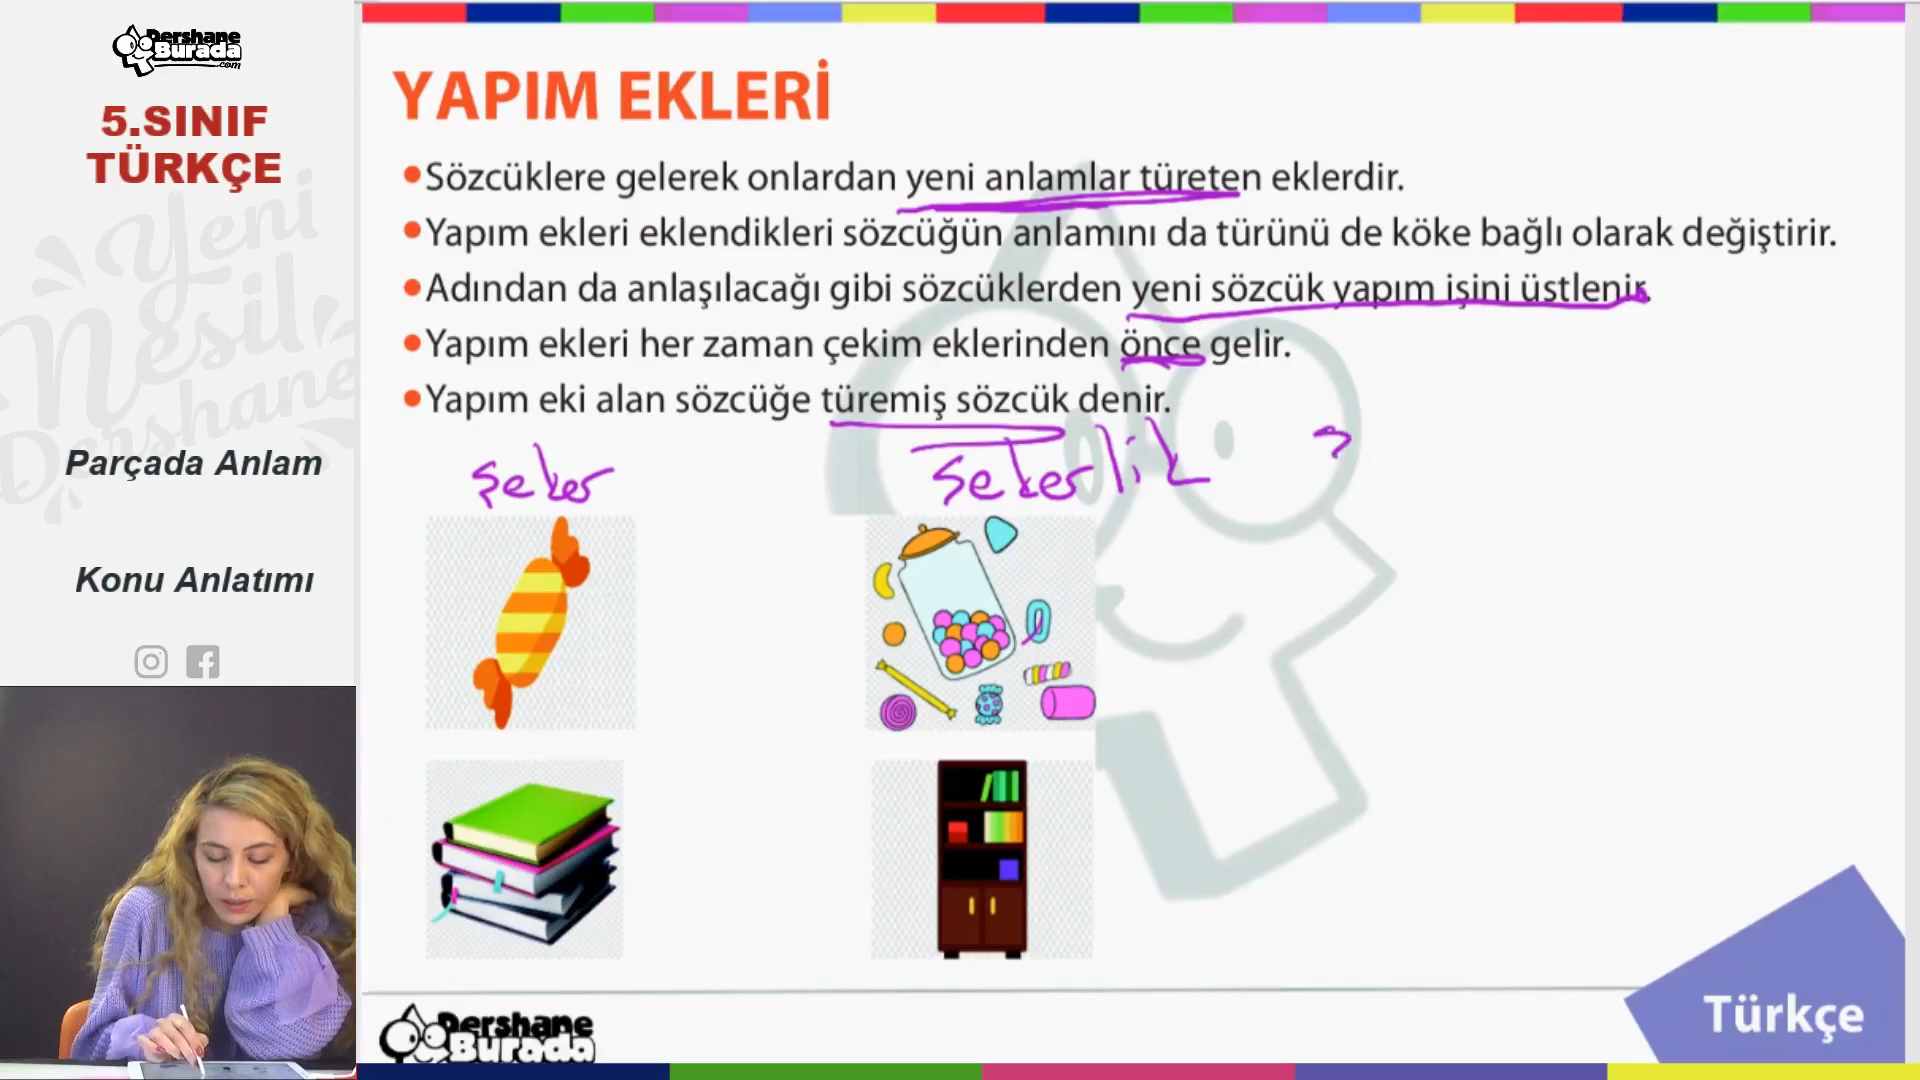 Dershane
Burada
.com
5.SINIF
TÜRKÇE
Yeni
Nesil
Dershane
Parçada Anlam
Konu Anlatımı
YAPIM EKLERİ
•Sözcüklere gelerek onlardan yeni anlamlar türeten eklerdir.
•Yapım ekleri eklendikleri sözcüğün anlamını da türünü de köke bağlı olarak değiştirir.
•Adından da anlaşılacağı gibi sözcüklerden yeni sözcük yapım işini üstlenir.
•Yapım ekleri her zaman çekim eklerinden önce gelir.
•Yapım eki alan sözcüğe türemiş sözcük denir.
şeker
şekerlik
Dershane
Burada
Türkçe